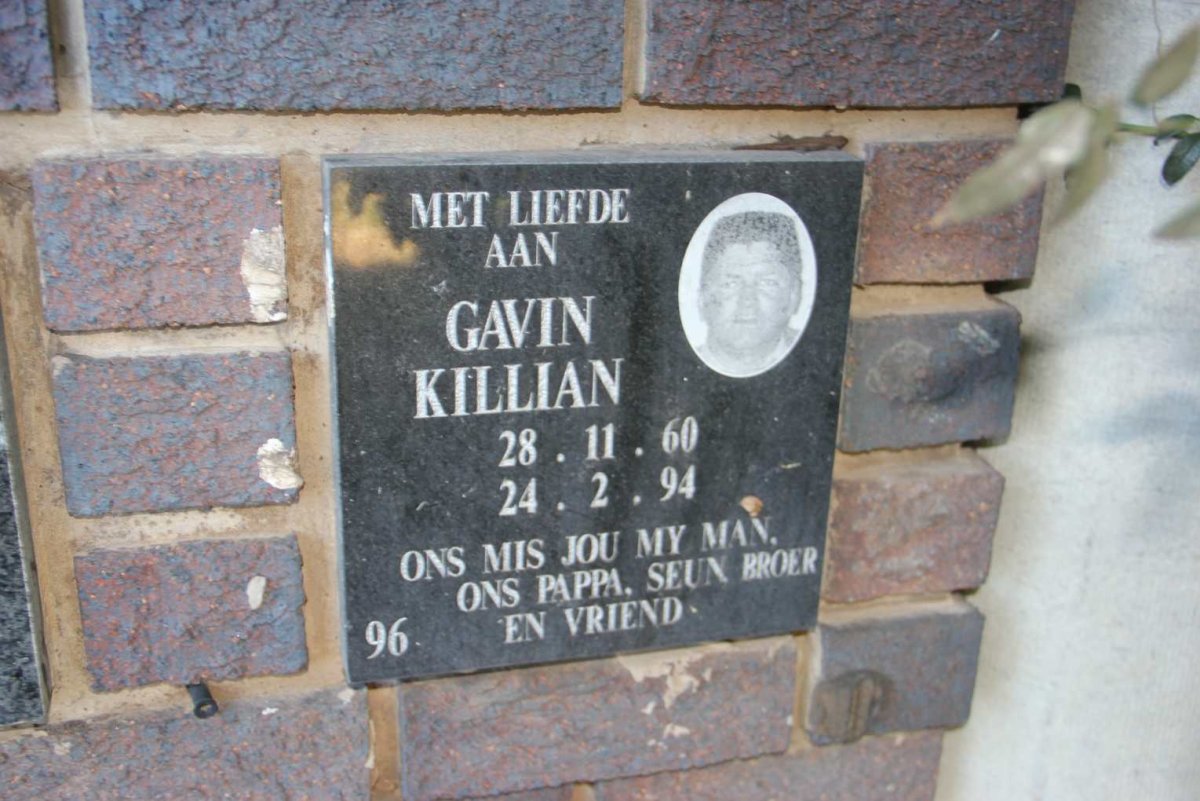 MET LIEFDE
AAN
GAVIN
KILLIAN
28 . 11 . 60
24 . 2 . 94
ONS MIS JOU MY MAN,
ONS PAPPA, SEUN, BROER
EN VRIEND
96